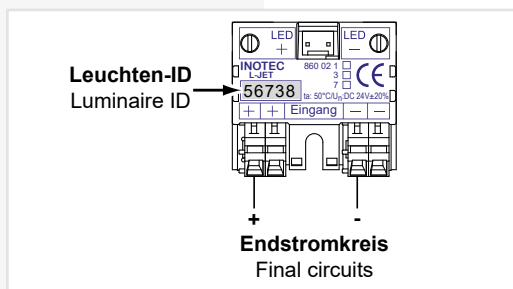 LED LED
+ −
INOTEC 860 02 1
L-JET 3
7
CE
Leuchten-ID
Luminaire ID
56738
ta: 50°C/Un:DC 24V±20%
+ + Eingang − −
+ -
Endstromkreis
Final circuits